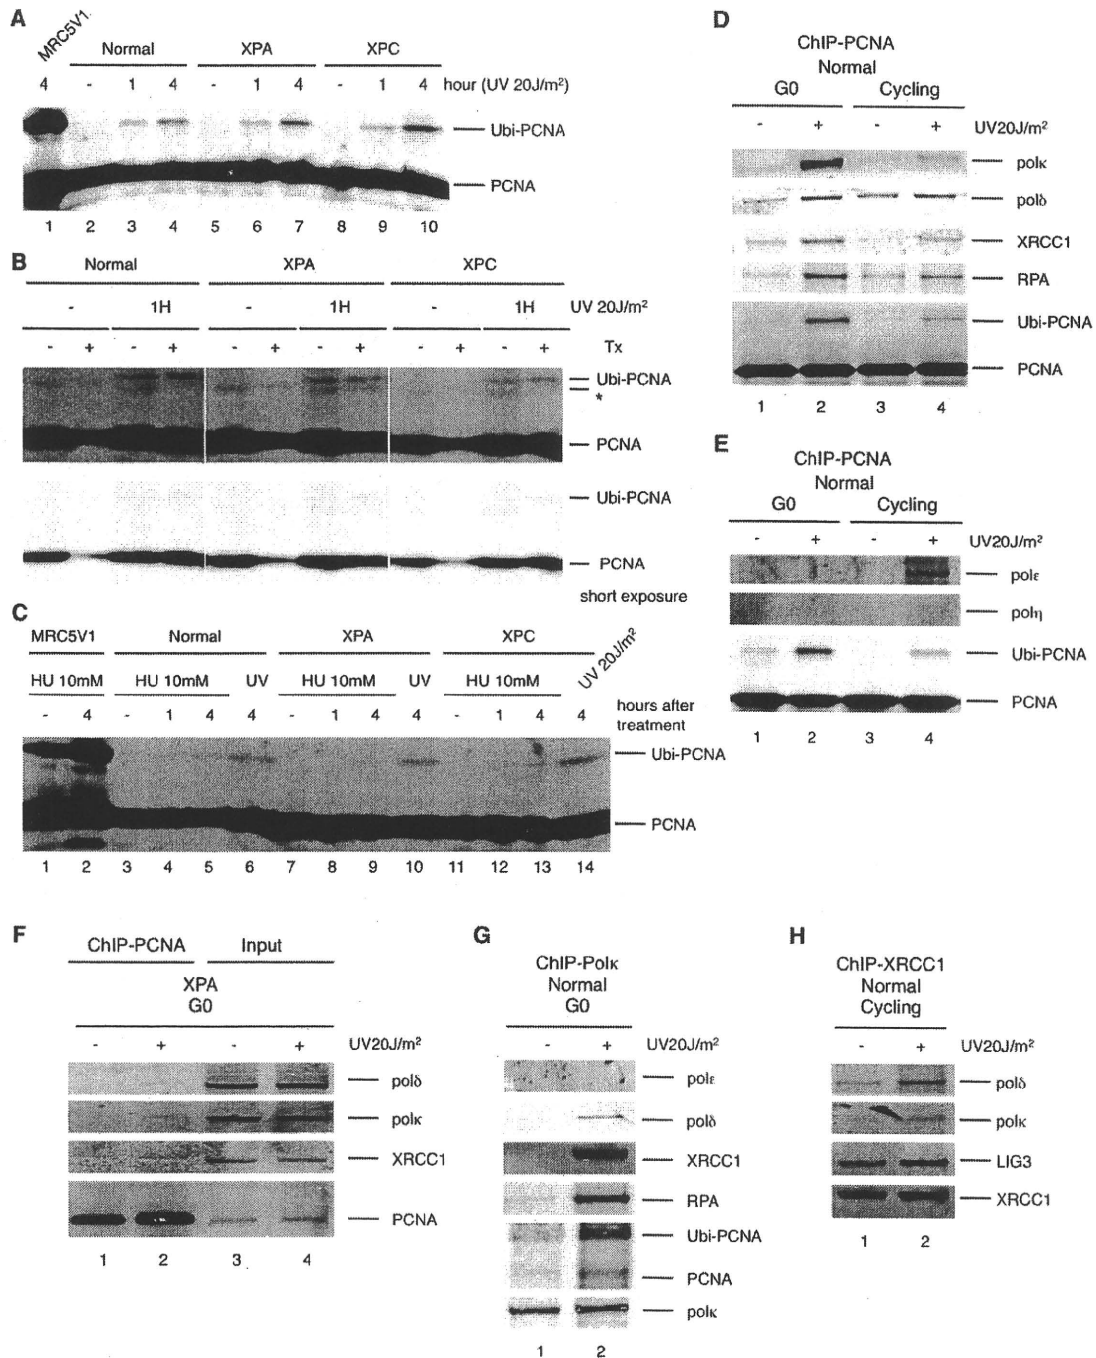 A
MRC5V1
Normal XPA XPC
4 - 1 4 - 1 4 - 1 4 hour (UV 20J/m²)
Ubi-PCNA
PCNA
1 2 3 4 5 6 7 8 9 10
B
Normal XPA XPC
- 1H - 1H - 1H UV 20J/m²
- + - + - + - + - + - + Tx
Ubi-PCNA
*
PCNA
Ubi-PCNA
PCNA
short exposure
C
MRC5V1 Normal XPA XPC
HU 10mM HU 10mM UV HU 10mM UV HU 10mM UV 20J/m²
- 4 - 1 4 4 - 1 4 4 - 1 4 4 hours after
treatment
Ubi-PCNA
PCNA
1 2 3 4 5 6 7 8 9 10 11 12 13 14
D
ChIP-PCNA
Normal
G0 Cycling
- + - + UV20J/m²
polκ
polδ
XRCC1
RPA
Ubi-PCNA
PCNA
1 2 3 4
E
ChIP-PCNA
Normal
G0 Cycling
- + - + UV20J/m²
polε
polη
Ubi-PCNA
PCNA
1 2 3 4
F
ChIP-PCNA Input
XPA
G0
- + - + UV20J/m²
polδ
polκ
XRCC1
PCNA
1 2 3 4
G
ChIP-Polκ
Normal
G0
- + UV20J/m²
polε
polδ
XRCC1
RPA
Ubi-PCNA
PCNA
polκ
1 2
H
ChIP-XRCC1
Normal
Cycling
- + UV20J/m²
polδ
polκ
LIG3
XRCC1
1 2